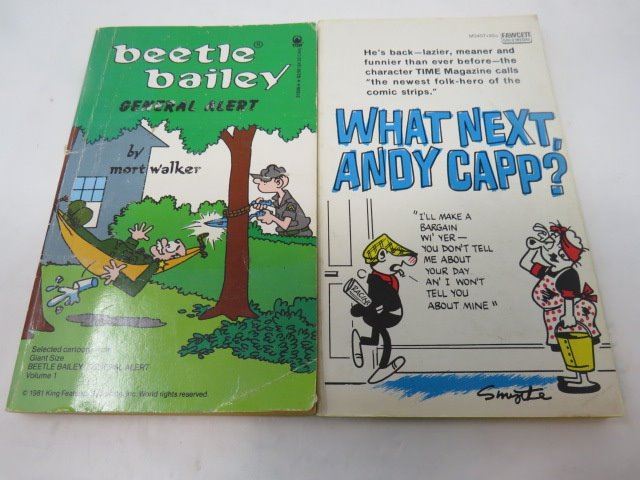 beetle
bailey
GENERAL ALERT
by
mort walker
Selected cartoons
Giant Size
BEETLE BAILEY: GENERAL ALERT
Volume 1
© 1981 King Features Inc. World rights reserved.
FAWCETT
He's back—lazier, meaner and
funnier than ever before—the
character TIME Magazine calls
"the newest folk-hero of the
comic strips."
WHAT NEXT,
ANDY CAPP?
"I'LL MAKE A
BARGAIN
WI' YER—
YOU DON'T TELL
ME ABOUT
YOUR DAY
AN' I WON'T
TELL YOU
ABOUT MINE"
RACING
Smythe